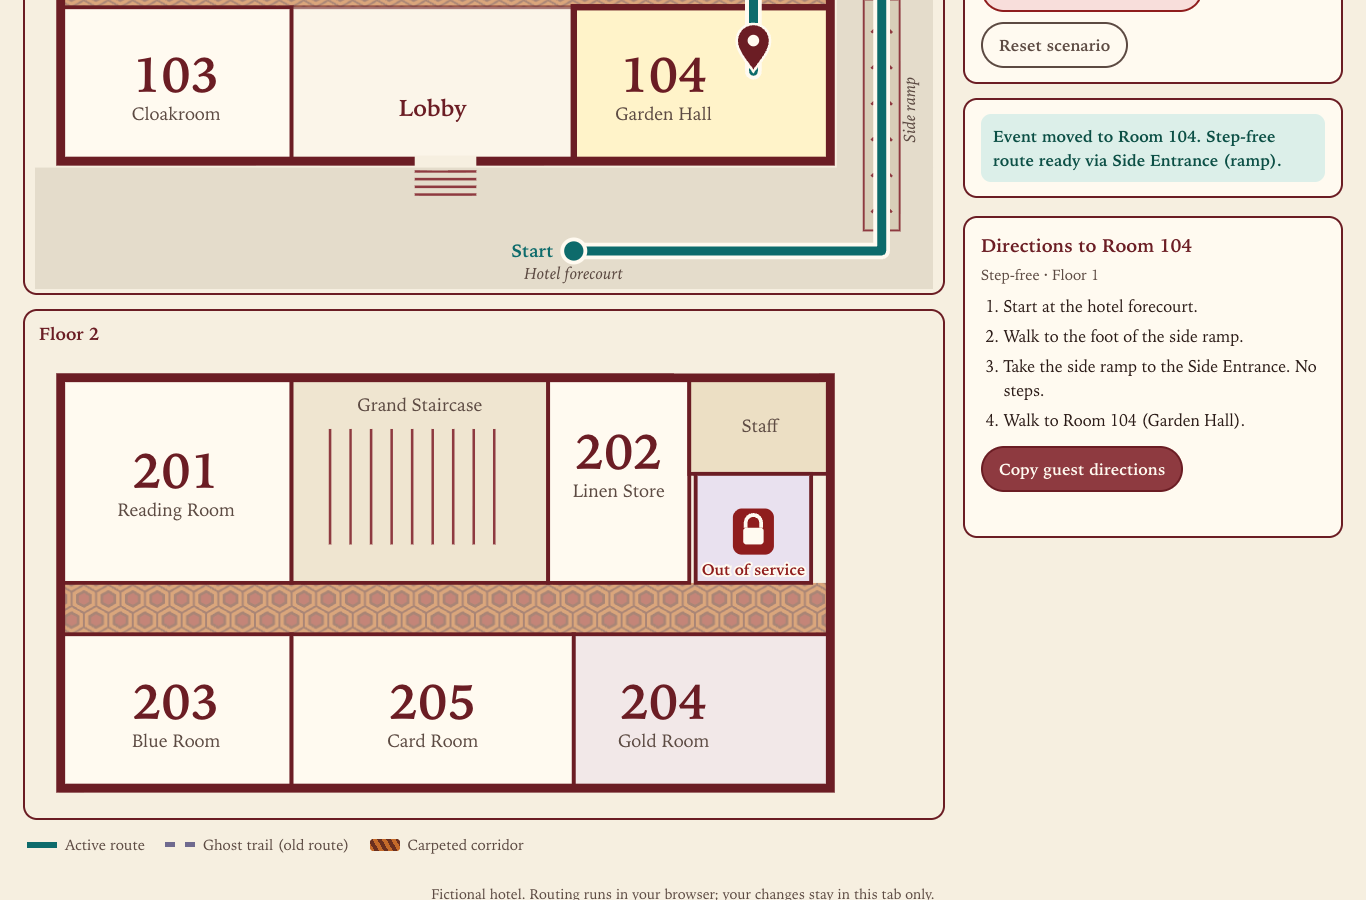 103
Cloakroom
Lobby
104
Garden Hall
Side ramp
Start
Hotel forecourt
Floor 2
201
Reading Room
Grand Staircase
202
Linen Store
Staff
Out of service
203
Blue Room
205
Card Room
204
Gold Room
Active route
Ghost trail (old route)
Carpeted corridor
Reset scenario
Event moved to Room 104. Step-free
route ready via Side Entrance (ramp).
Directions to Room 104
Step-free · Floor 1
1. Start at the hotel forecourt.
2. Walk to the foot of the side ramp.
3. Take the side ramp to the Side Entrance. No
steps.
4. Walk to Room 104 (Garden Hall).
Copy guest directions
Fictional hotel. Routing runs in your browser; your changes stay in this tab only.